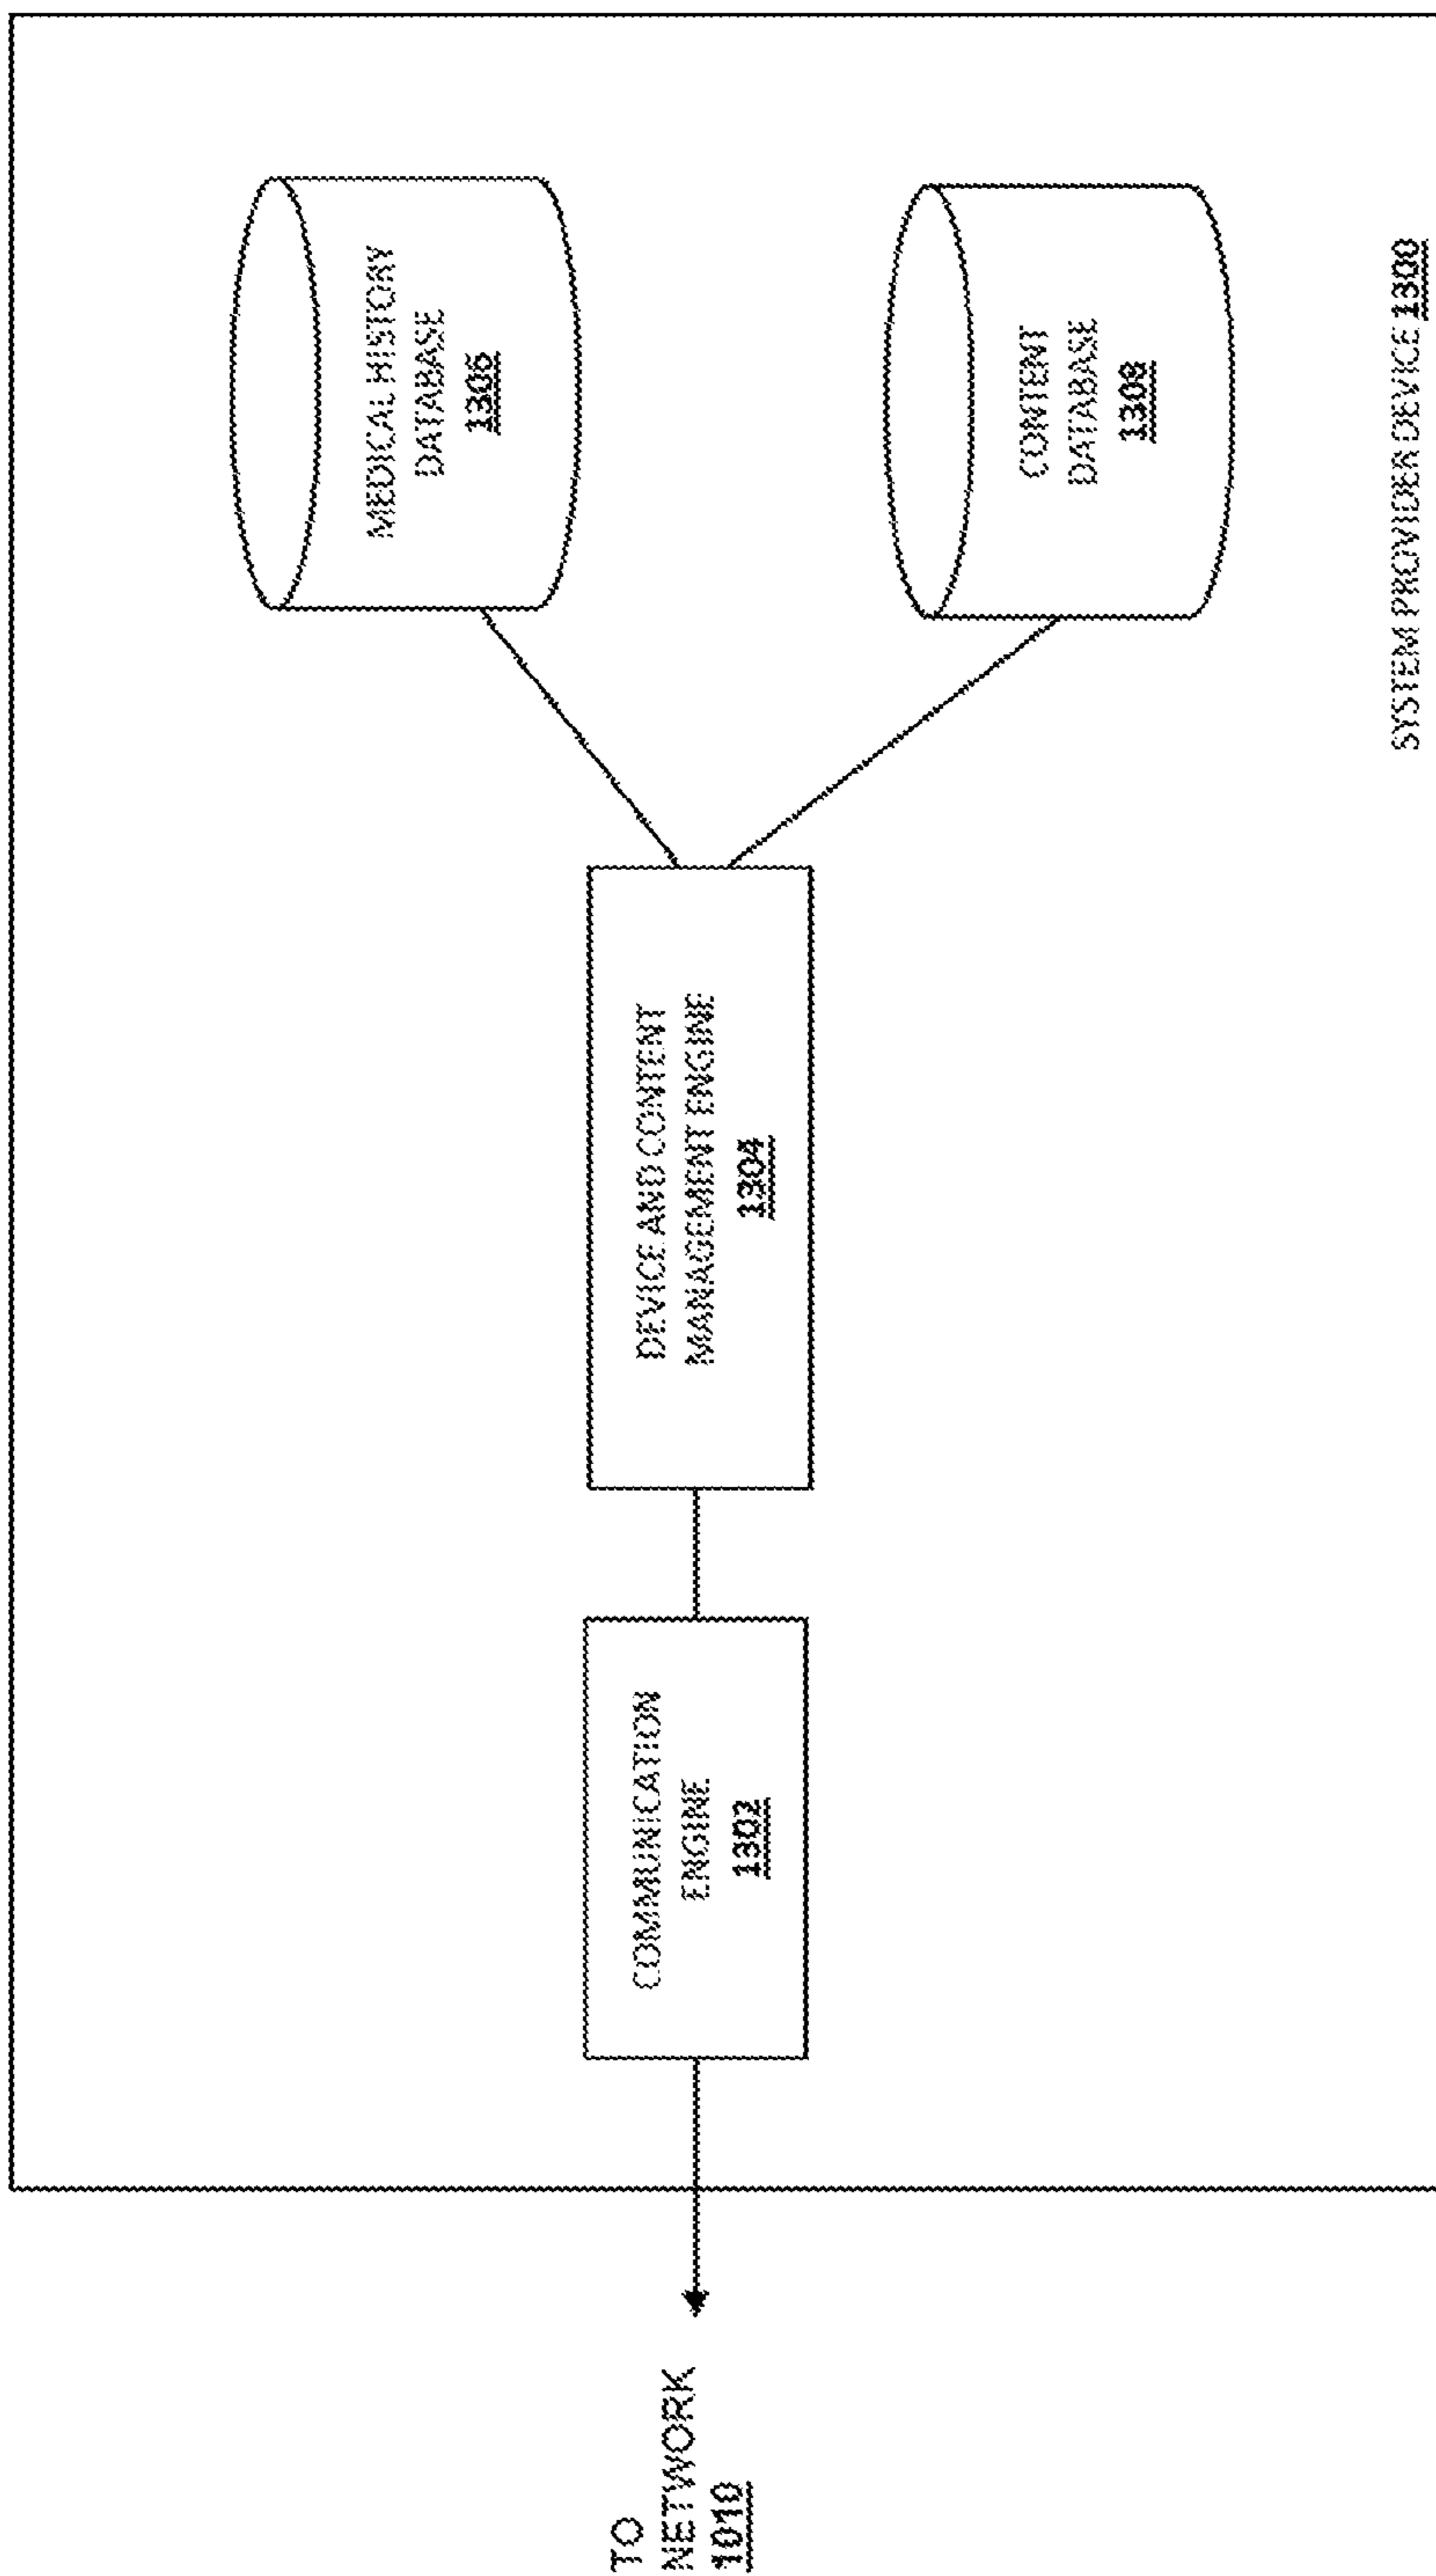 TO
NETWORK
1010
COMMUNICATION
ENGINE
1302
DEVICE AND CONTENT
MANAGEMENT ENGINE
1304
MEDICAL HISTORY
DATABASE
1306
CONTENT
DATABASE
1308
SYSTEM PROVIDER DEVICE 1300